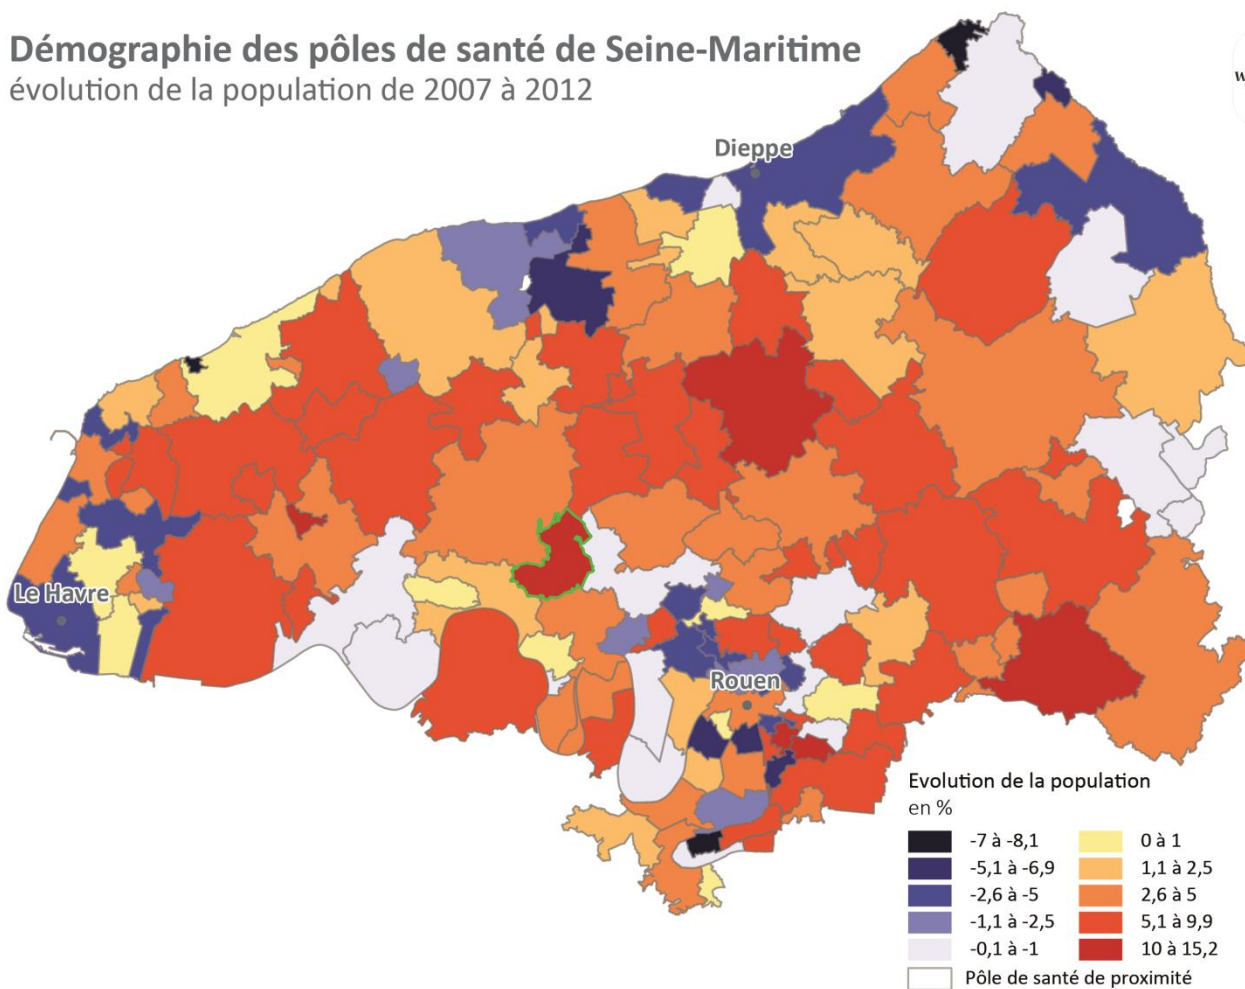 Démographie des pôles de santé de Seine-Maritime
évolution de la population de 2007 à 2012
w
Dieppe
Le Havre
Rouen
Evolution de la population
en %
-7 à -8,1
-5,1 à -6,9
-2,6 à -5
-1,1 à -2,5
-0,1 à -1
0 à 1
1,1 à 2,5
2,6 à 5
5,1 à 9,9
10 à 15,2
Pôle de santé de proximité